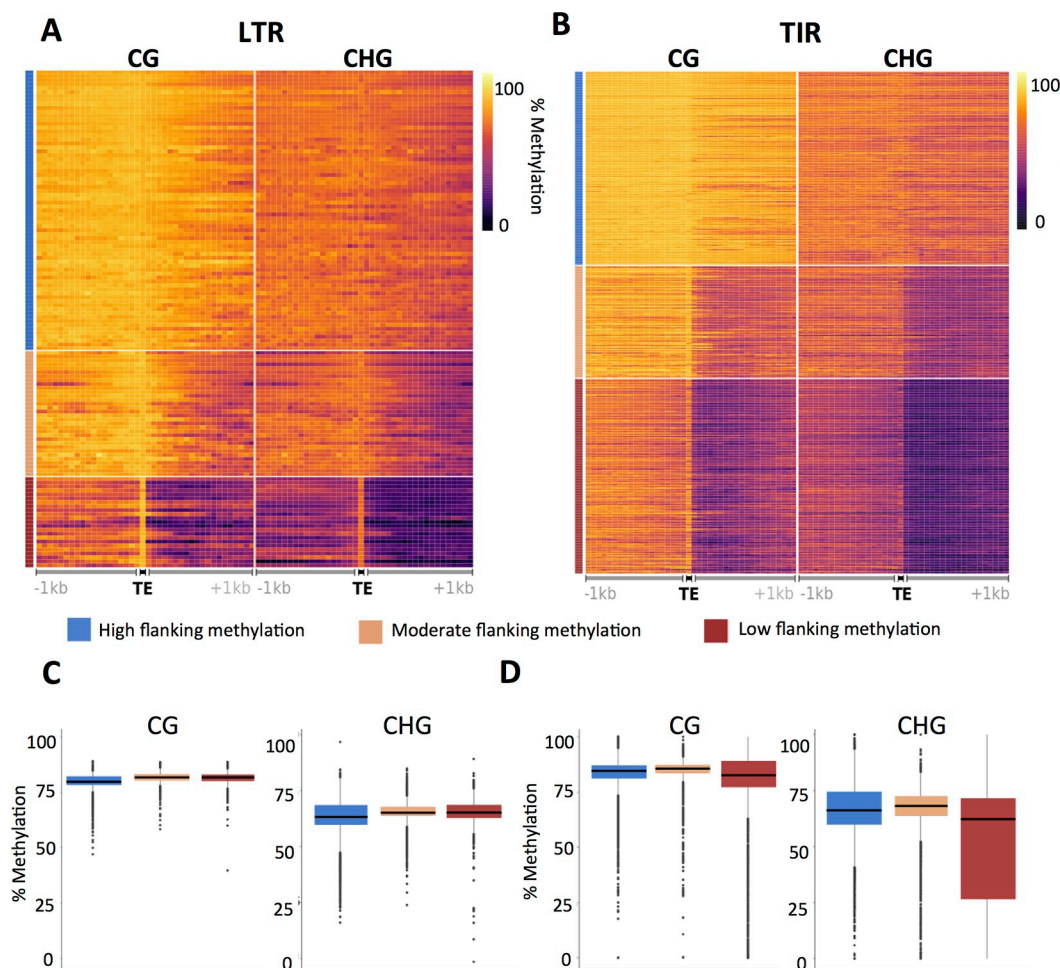 A
LTR
CG
CHG
100
0
% Methylation
-1kb
TE
+1kb
-1kb
TE
+1kb
B
TIR
CG
CHG
100
0
% Methylation
-1kb
TE
+1kb
-1kb
TE
+1kb
High flanking methylation
Moderate flanking methylation
Low flanking methylation
C
CG
CHG
% Methylation
100
75
50
25
0
100
75
50
25
0
D
CG
CHG
% Methylation
100
75
50
25
0
100
75
50
25
0